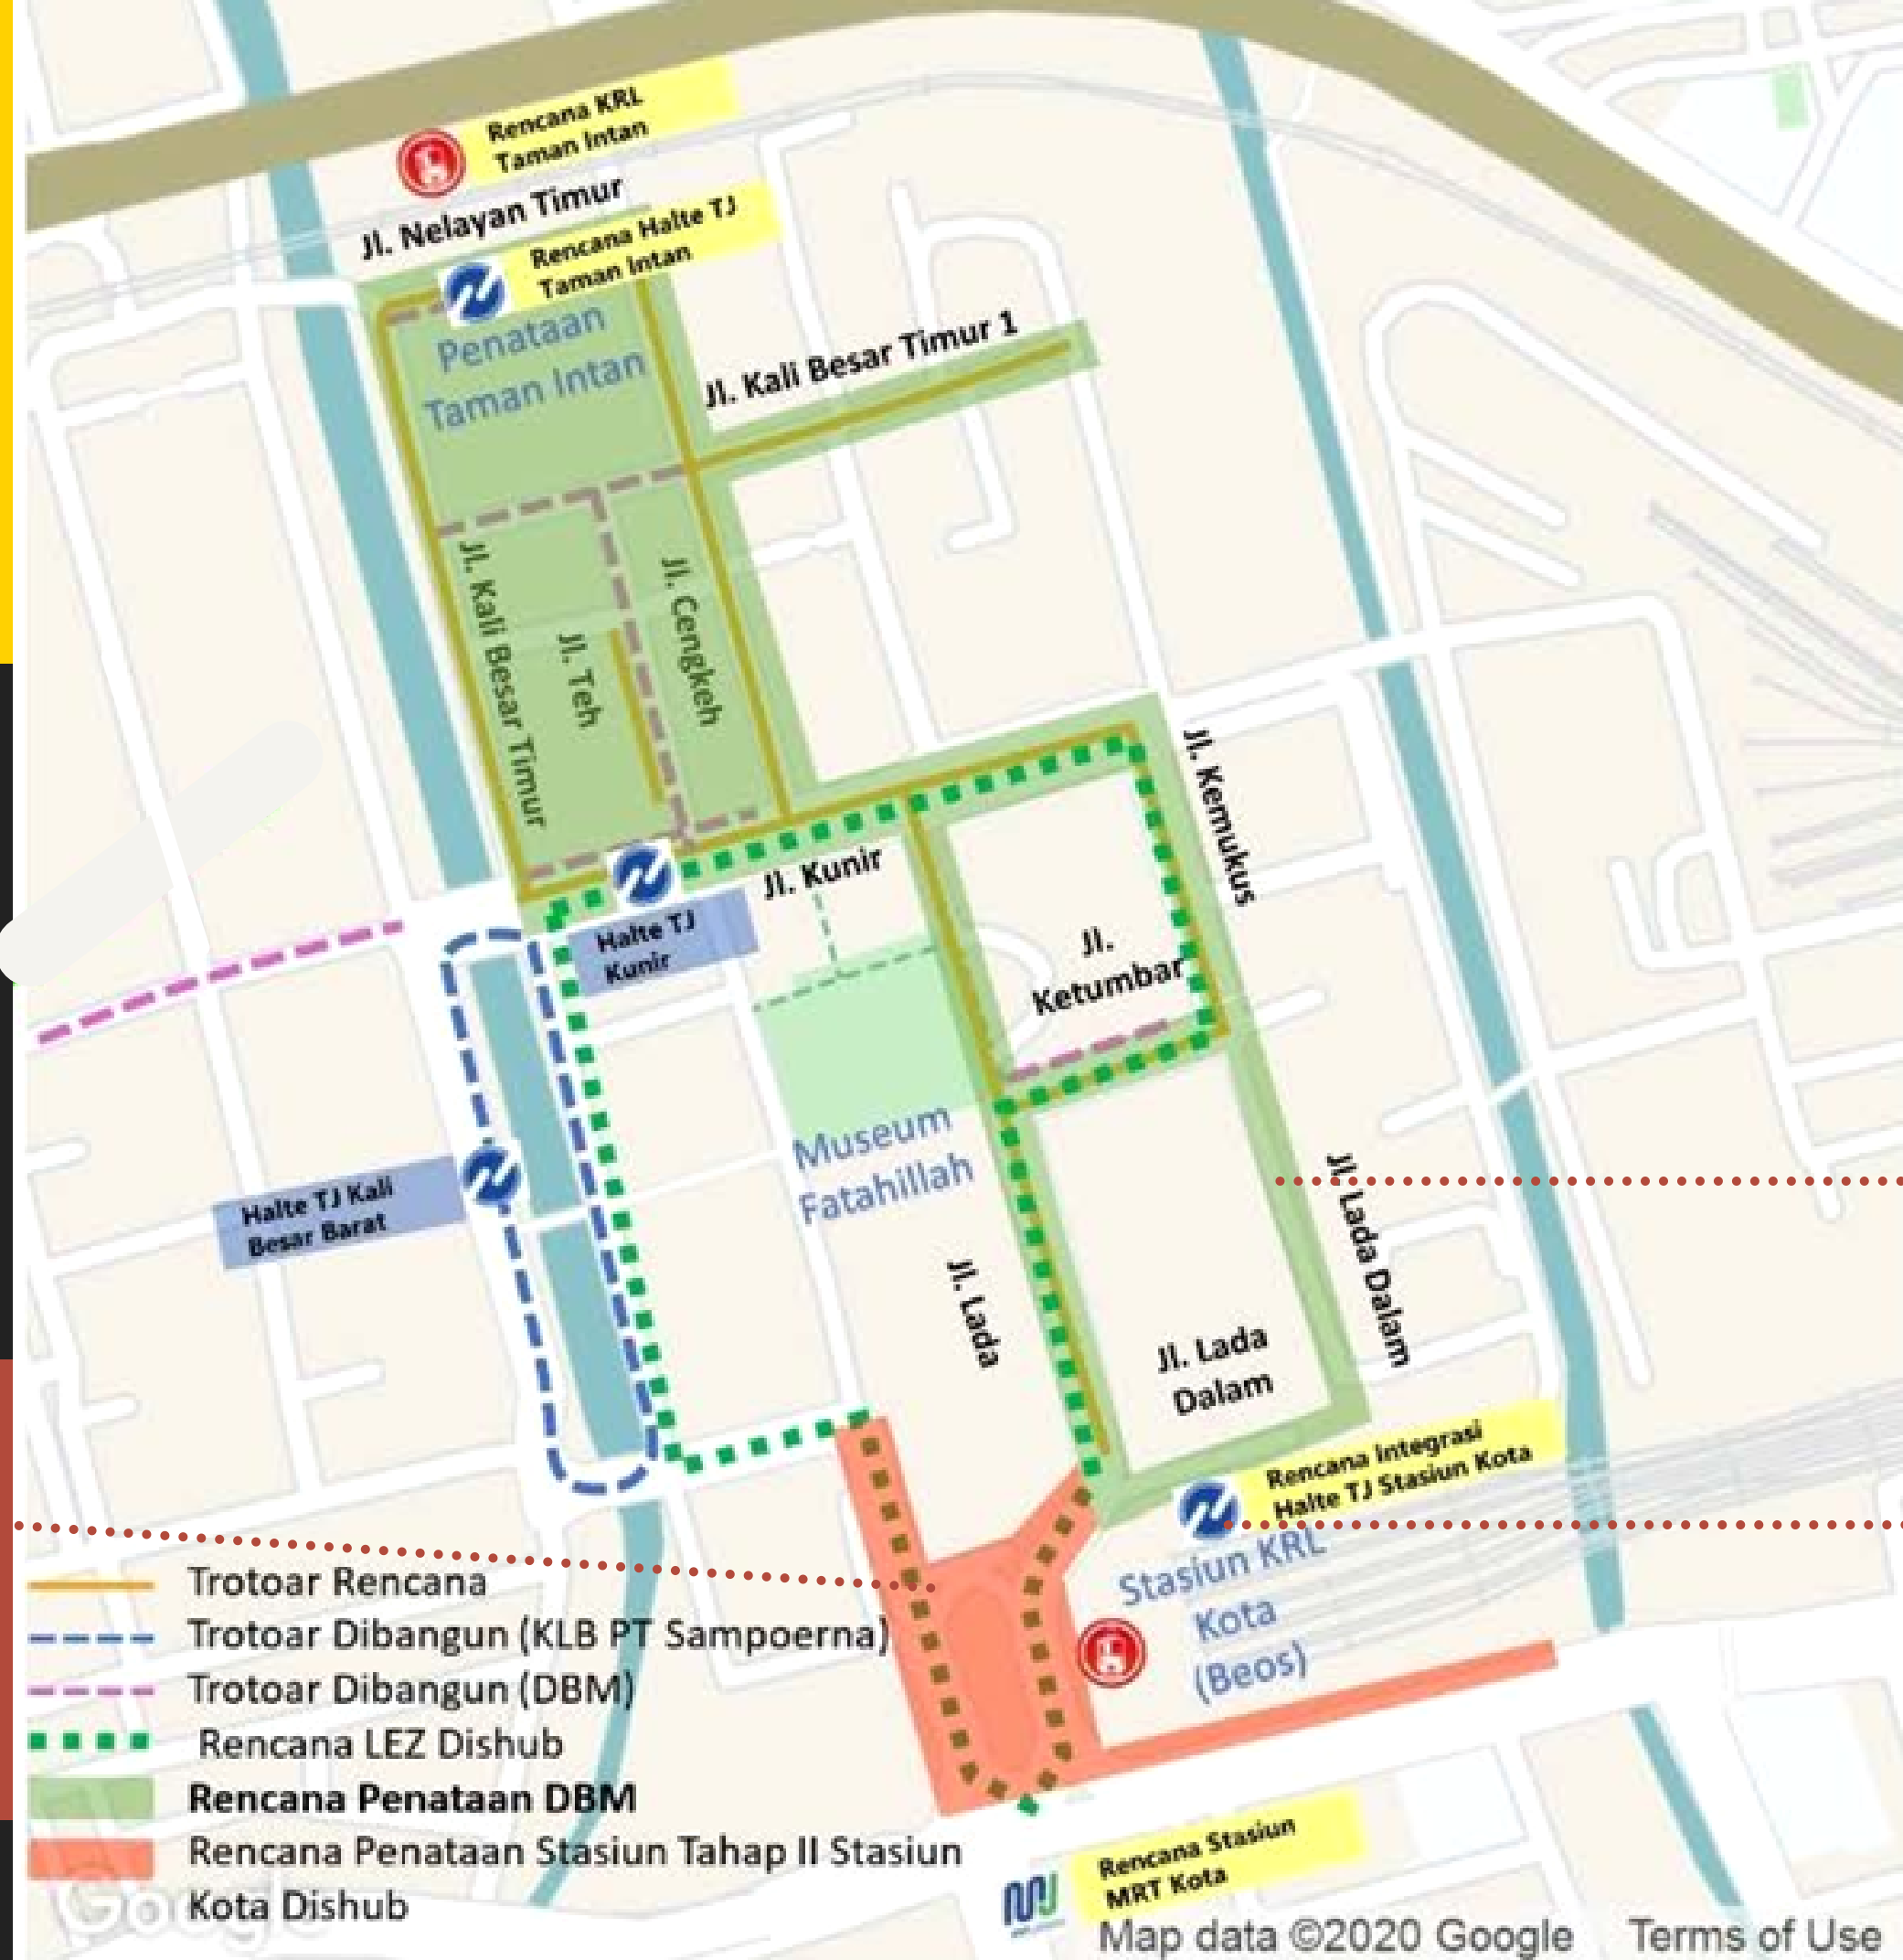 Rencana KRL
Taman Intan
Jl. Nelayan Timur
Rencana Halte TJ
Taman Intan
Penataan
Taman Intan
Jl. Kali Besar Timur 1
Jl. Kali Besar Timur
Jl. Teh
Jl. Cengkeh
Jl. Kemukus
Jl. Kunir
Halte TJ
Kunir
Jl.
Ketumbar
Museum
Fatahillah
Halte TJ Kali
Besar Barat
Jl. Lada
Jl. Lada Dalam
Jl. Lada
Dalam
Rencana Integrasi
Halte TJ Stasiun Kota
Stasiun KRL
Kota
(Beos)
Trotoar Rencana
Trotoar Dibangun (KLB PT Sampoerna)
Trotoar Dibangun (DBM)
Rencana LEZ Dishub
Rencana Penataan DBM
Rencana Penataan Stasiun Tahap II Stasiun
Kota Dishub
Rencana Stasiun
MRT Kota
Google
Map data ©2020 Google
Terms of Use